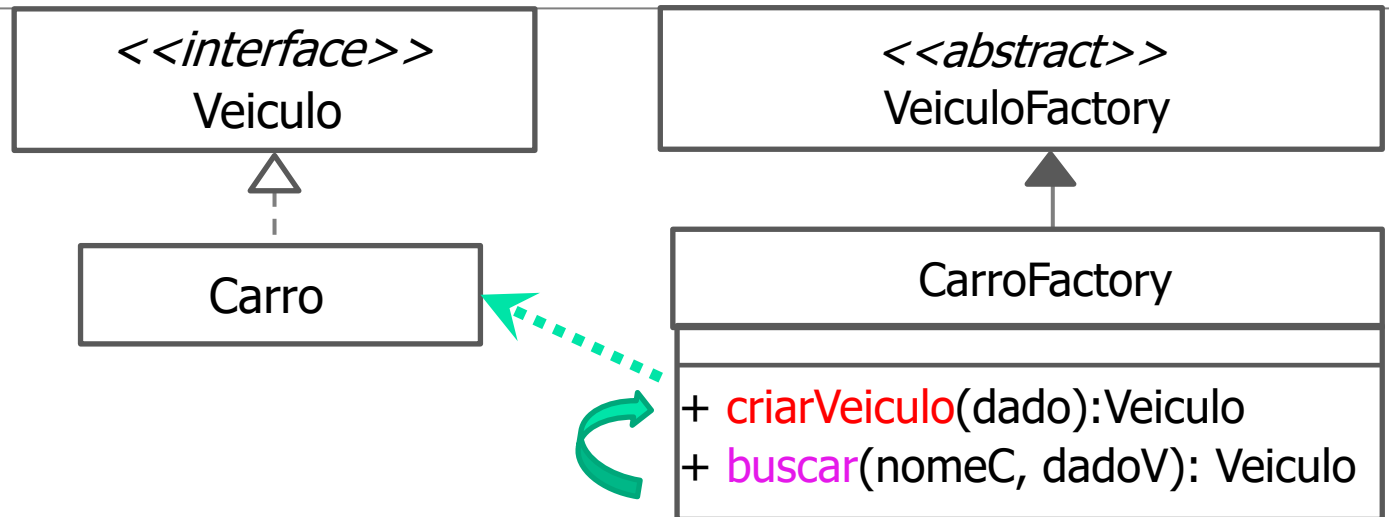 <<interface>>
Veiculo
<<abstract>>
VeiculoFactory
Carro
CarroFactory
+ criarVeiculo(dado):Veiculo
+ buscar(nomeC, dadoV): Veiculo